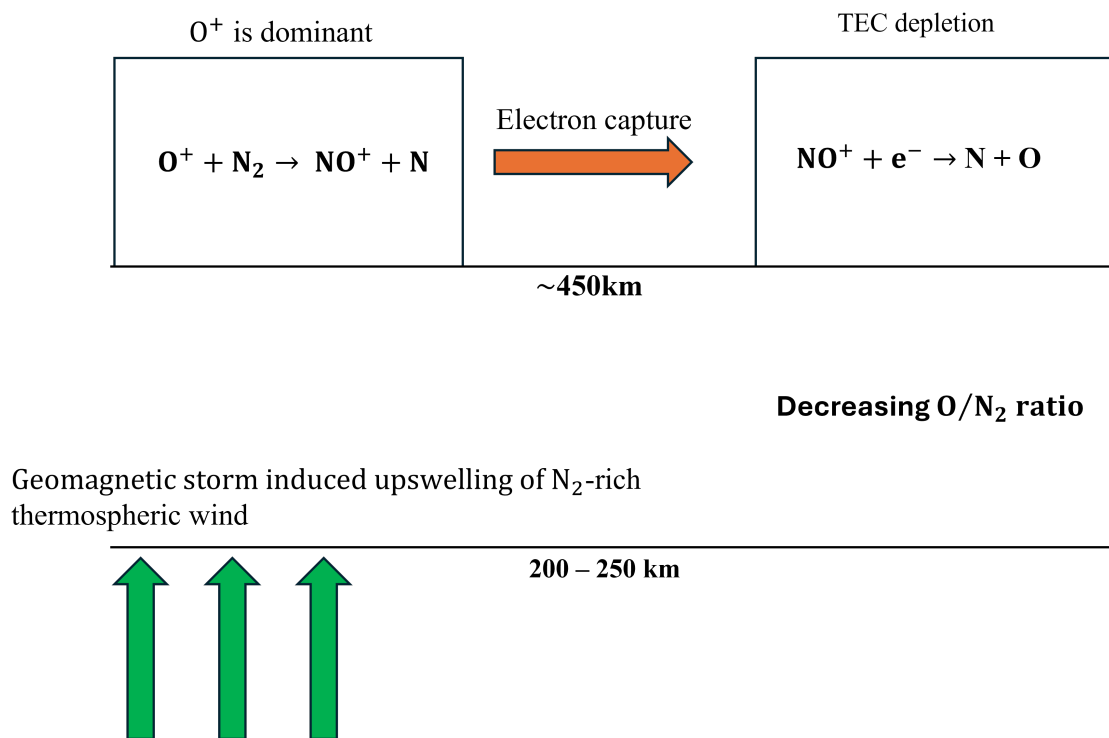 O⁺ is dominant
TEC depletion
O⁺ + N₂ → NO⁺ + N
Electron capture
NO⁺ + e⁻ → N + O
~450km
Decreasing O/N₂ ratio
Geomagnetic storm induced upswelling of N₂-rich
thermospheric wind
200 – 250 km